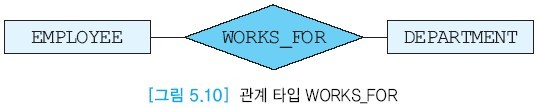 EMPLOYEE WORKS_FOR DEPARTMENT
[그림 5.10] 관계 타입 WORKS_FOR